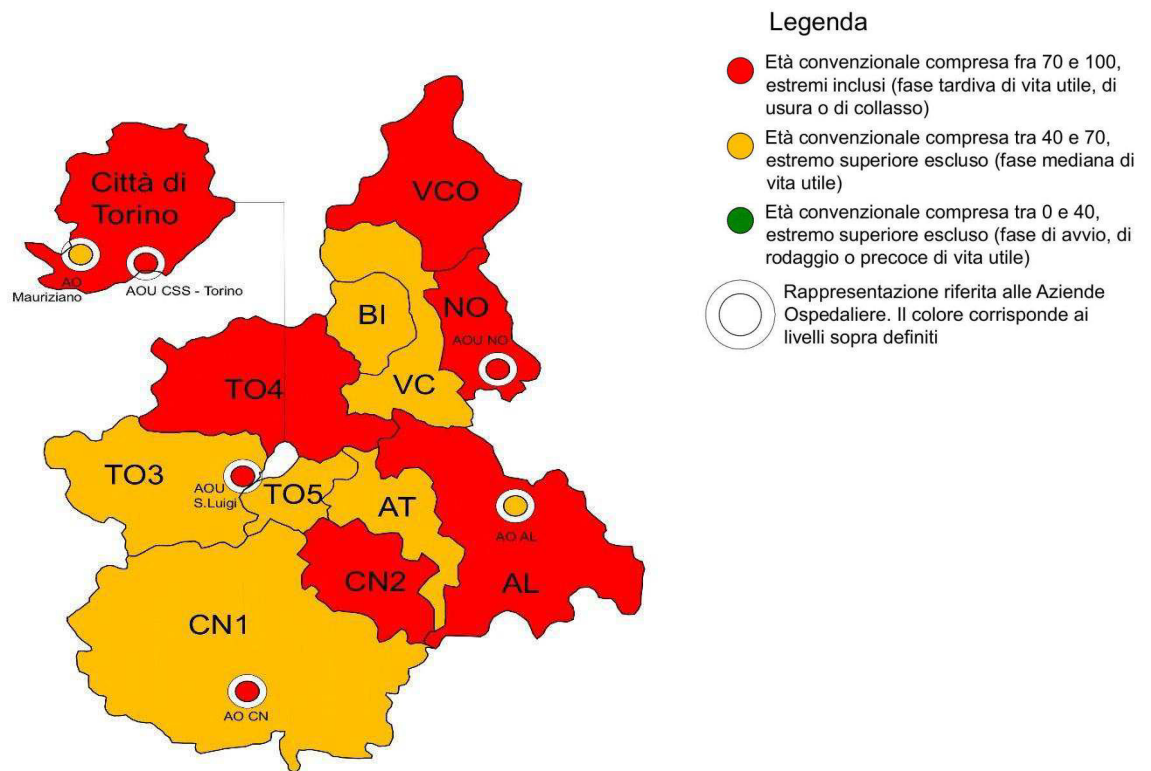 Legenda
Età convenzionale compresa fra 70 e 100,
estremi inclusi (fase tardiva di vita utile, di
usura o di collasso)
Età convenzionale compresa tra 40 e 70,
estremo superiore escluso (fase mediana di
vita utile)
Età convenzionale compresa tra 0 e 40,
estremo superiore escluso (fase di avvio, di
rodaggio o precoce di vita utile)
Rappresentazione riferita alle Aziende
Ospedaliere. Il colore corrisponde ai
livelli sopra definiti
Città di
Torino
AO
Mauriziano
AOU CSS - Torino
VCO
BI
NO
AOU NO
VC
TO4
TO3
AOU
S.Luigi
TO5
AT
AO AL
AL
CN2
CN1
AO CN